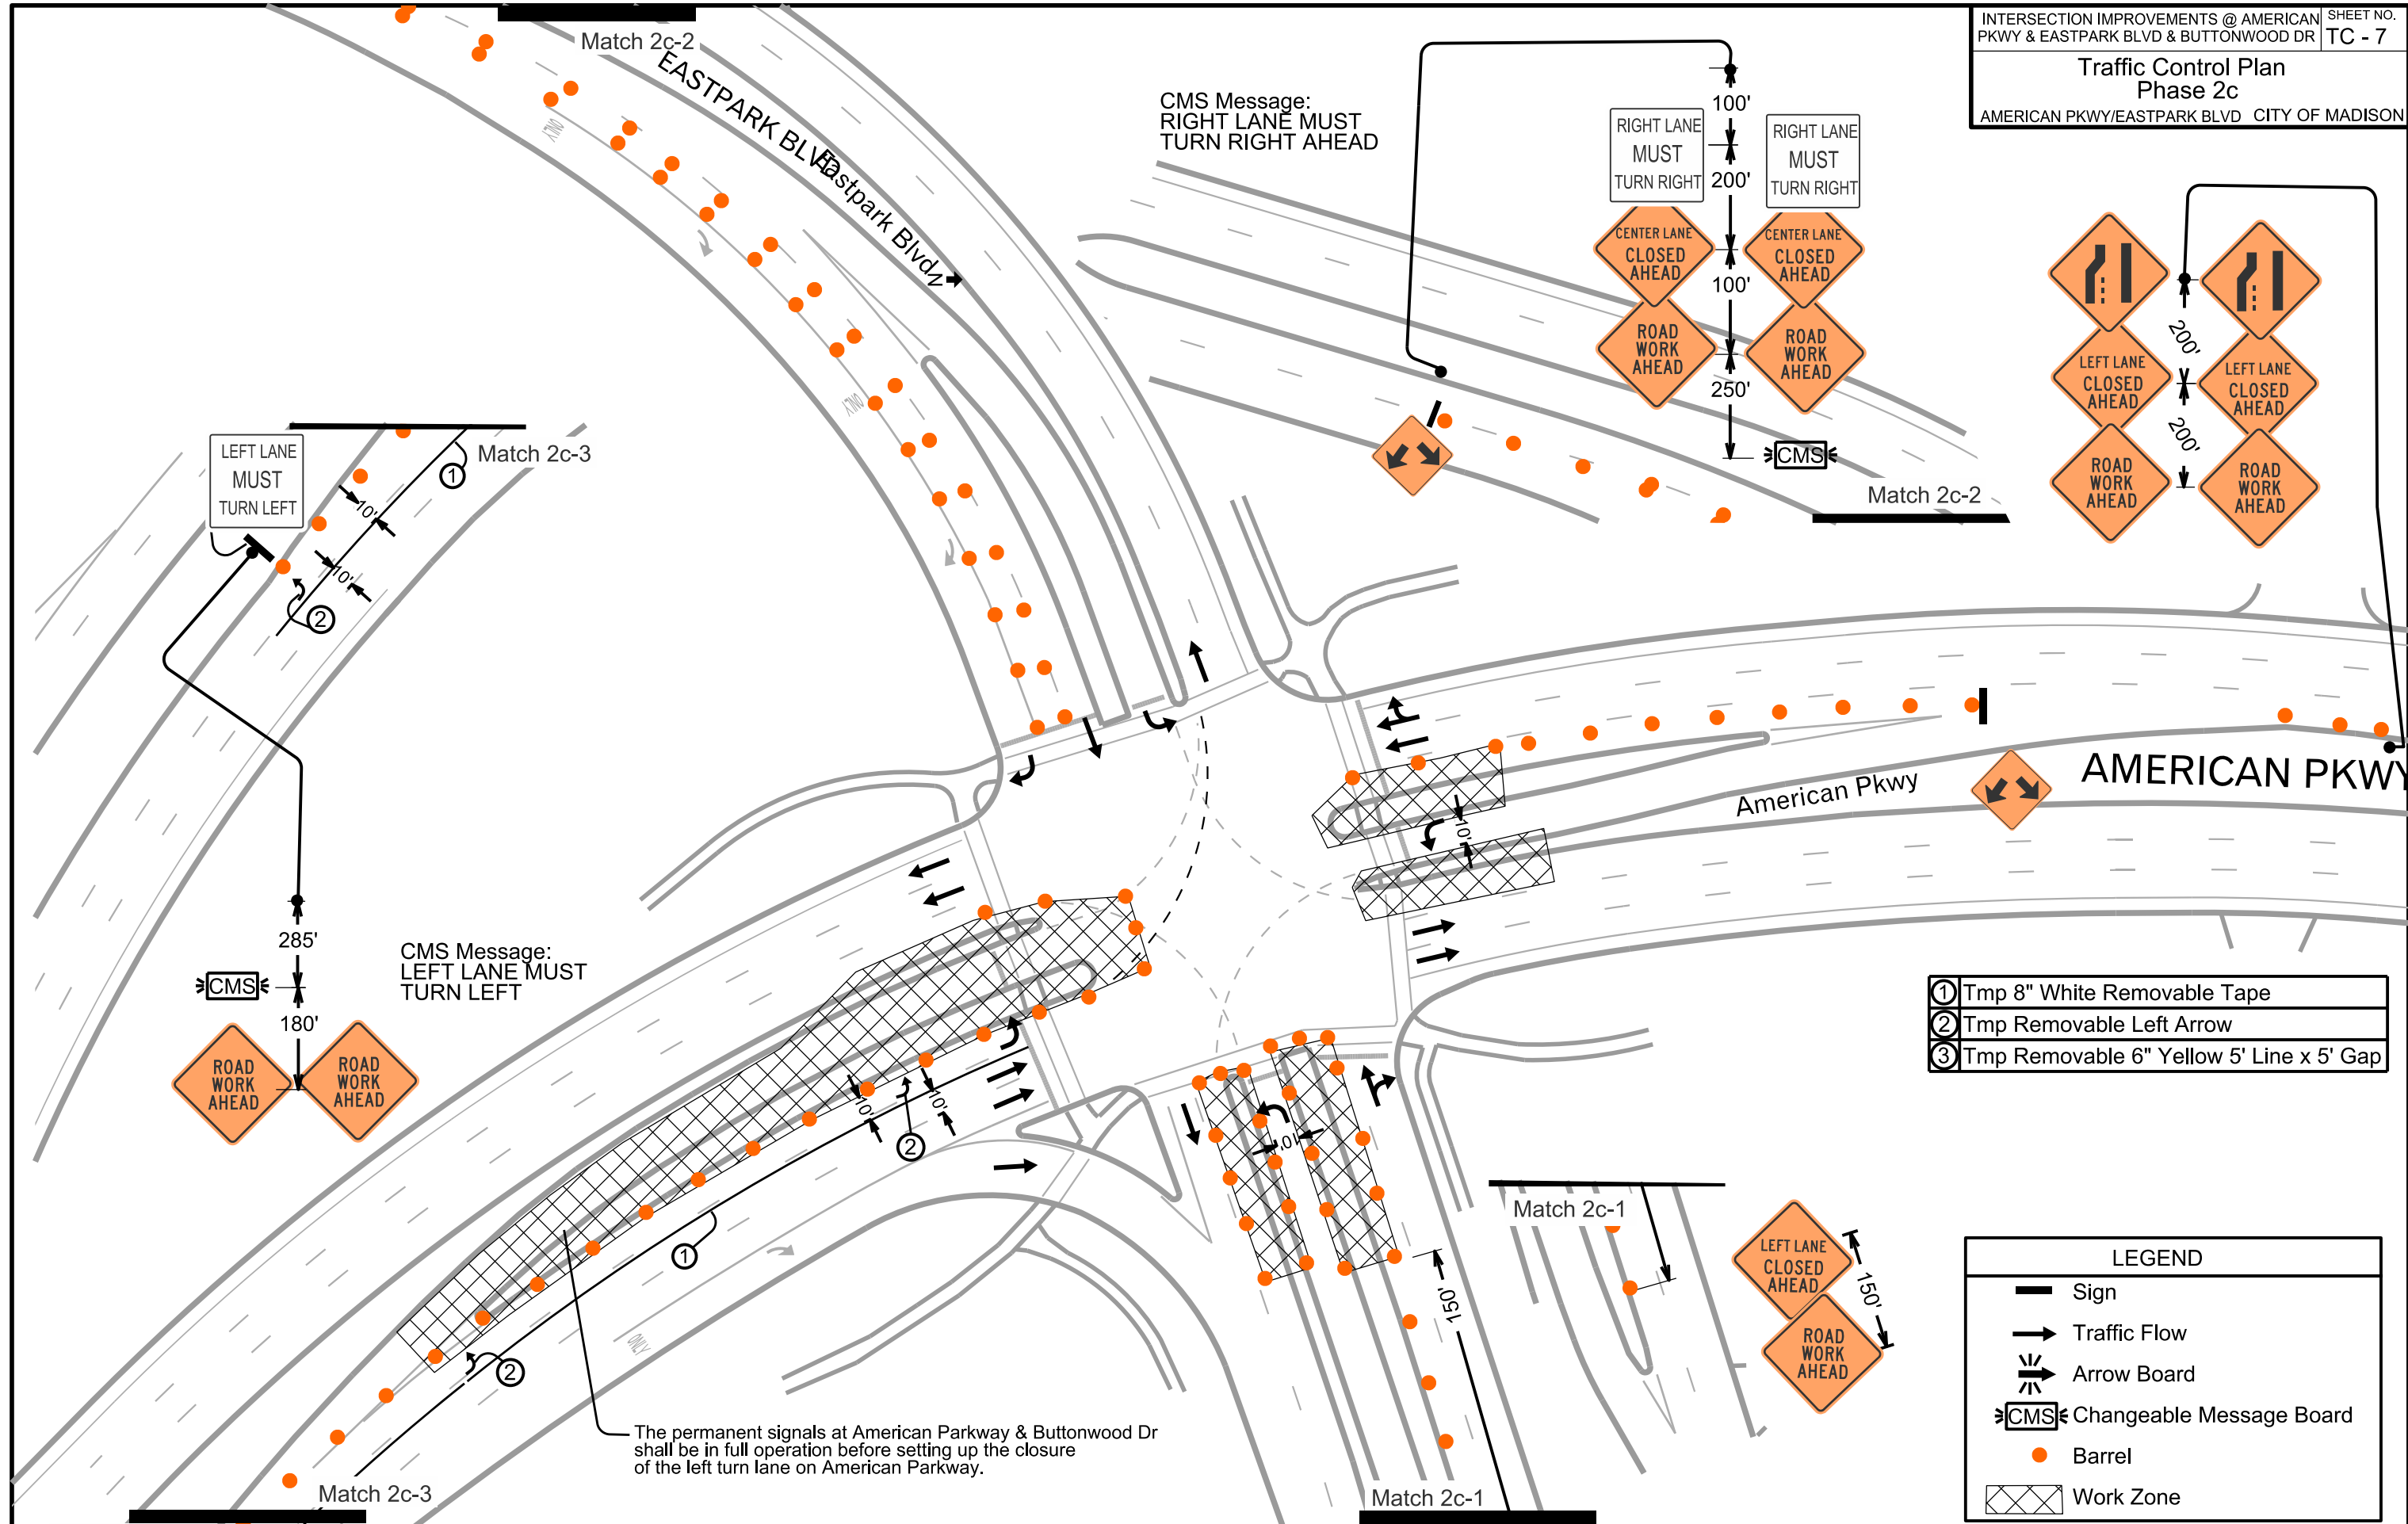 INTERSECTION IMPROVEMENTS @ AMERICAN
PKWY & EASTPARK BLVD & BUTTONWOOD DR
SHEET NO.
TC - 7
Traffic Control Plan
Phase 2c
AMERICAN PKWY/EASTPARK BLVD CITY OF MADISON
Match 2c-2
EASTPARK BLVD
Eastpark Blvd
N
ONLY
ONLY
CMS Message:
RIGHT LANE MUST
TURN RIGHT AHEAD
RIGHT LANE
MUST
TURN RIGHT
RIGHT LANE
MUST
TURN RIGHT
CENTER LANE
CLOSED
AHEAD
CENTER LANE
CLOSED
AHEAD
ROAD
WORK
AHEAD
ROAD
WORK
AHEAD
100'
200'
100'
250'
CMS
Match 2c-2
LEFT LANE
CLOSED
AHEAD
LEFT LANE
CLOSED
AHEAD
ROAD
WORK
AHEAD
ROAD
WORK
AHEAD
200'
200'
LEFT LANE
MUST
TURN LEFT
Match 2c-3
1
10'
10'
2
285'
CMS
180'
CMS Message:
LEFT LANE MUST
TURN LEFT
ROAD
WORK
AHEAD
ROAD
WORK
AHEAD
AMERICAN PKWY
American Pkwy
10'
1 Tmp 8" White Removable Tape
2 Tmp Removable Left Arrow
3 Tmp Removable 6" Yellow 5' Line x 5' Gap
10'
10'
2
10'
1
2
ONLY
150'
Match 2c-1
LEFT LANE
CLOSED
AHEAD
ROAD
WORK
AHEAD
150'
The permanent signals at American Parkway & Buttonwood Dr
shall be in full operation before setting up the closure
of the left turn lane on American Parkway.
Match 2c-3
Match 2c-1
LEGEND
Sign
Traffic Flow
Arrow Board
CMS Changeable Message Board
Barrel
Work Zone